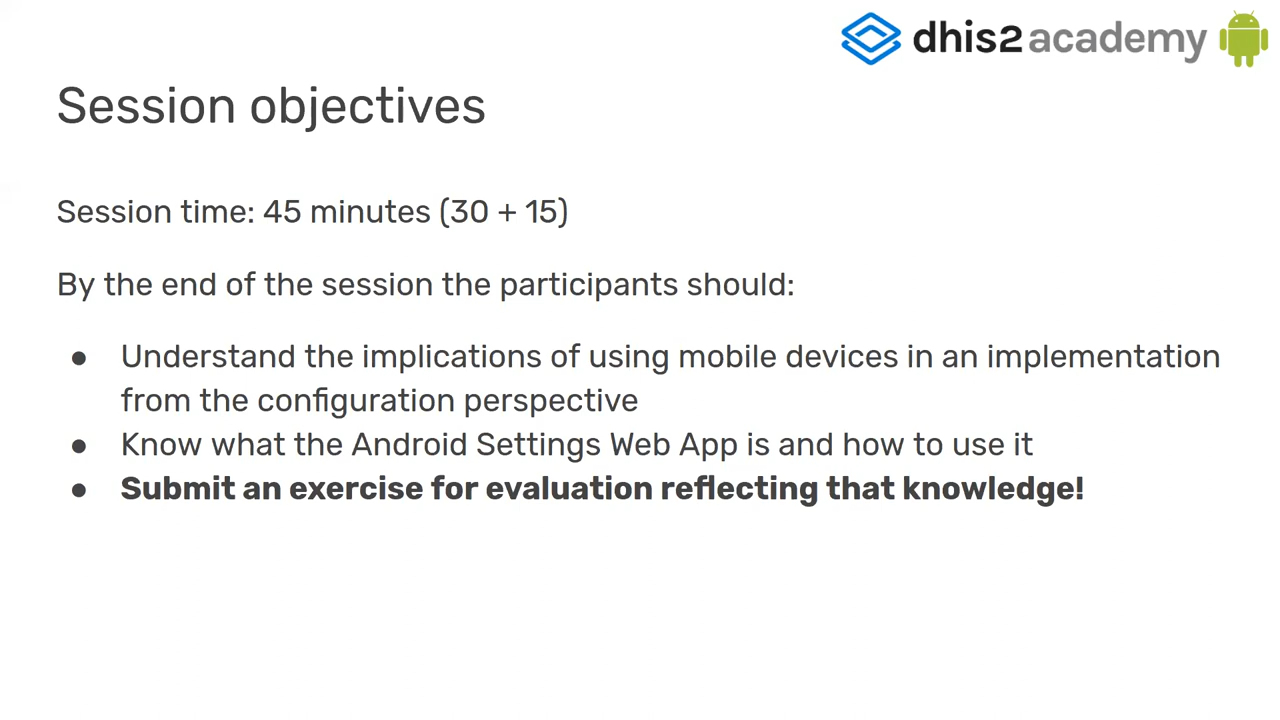 dhis2 academy
Session objectives
Session time: 45 minutes (30 + 15)
By the end of the session the participants should:
● Understand the implications of using mobile devices in an implementation
from the configuration perspective
● Know what the Android Settings Web App is and how to use it
● Submit an exercise for evaluation reflecting that knowledge!